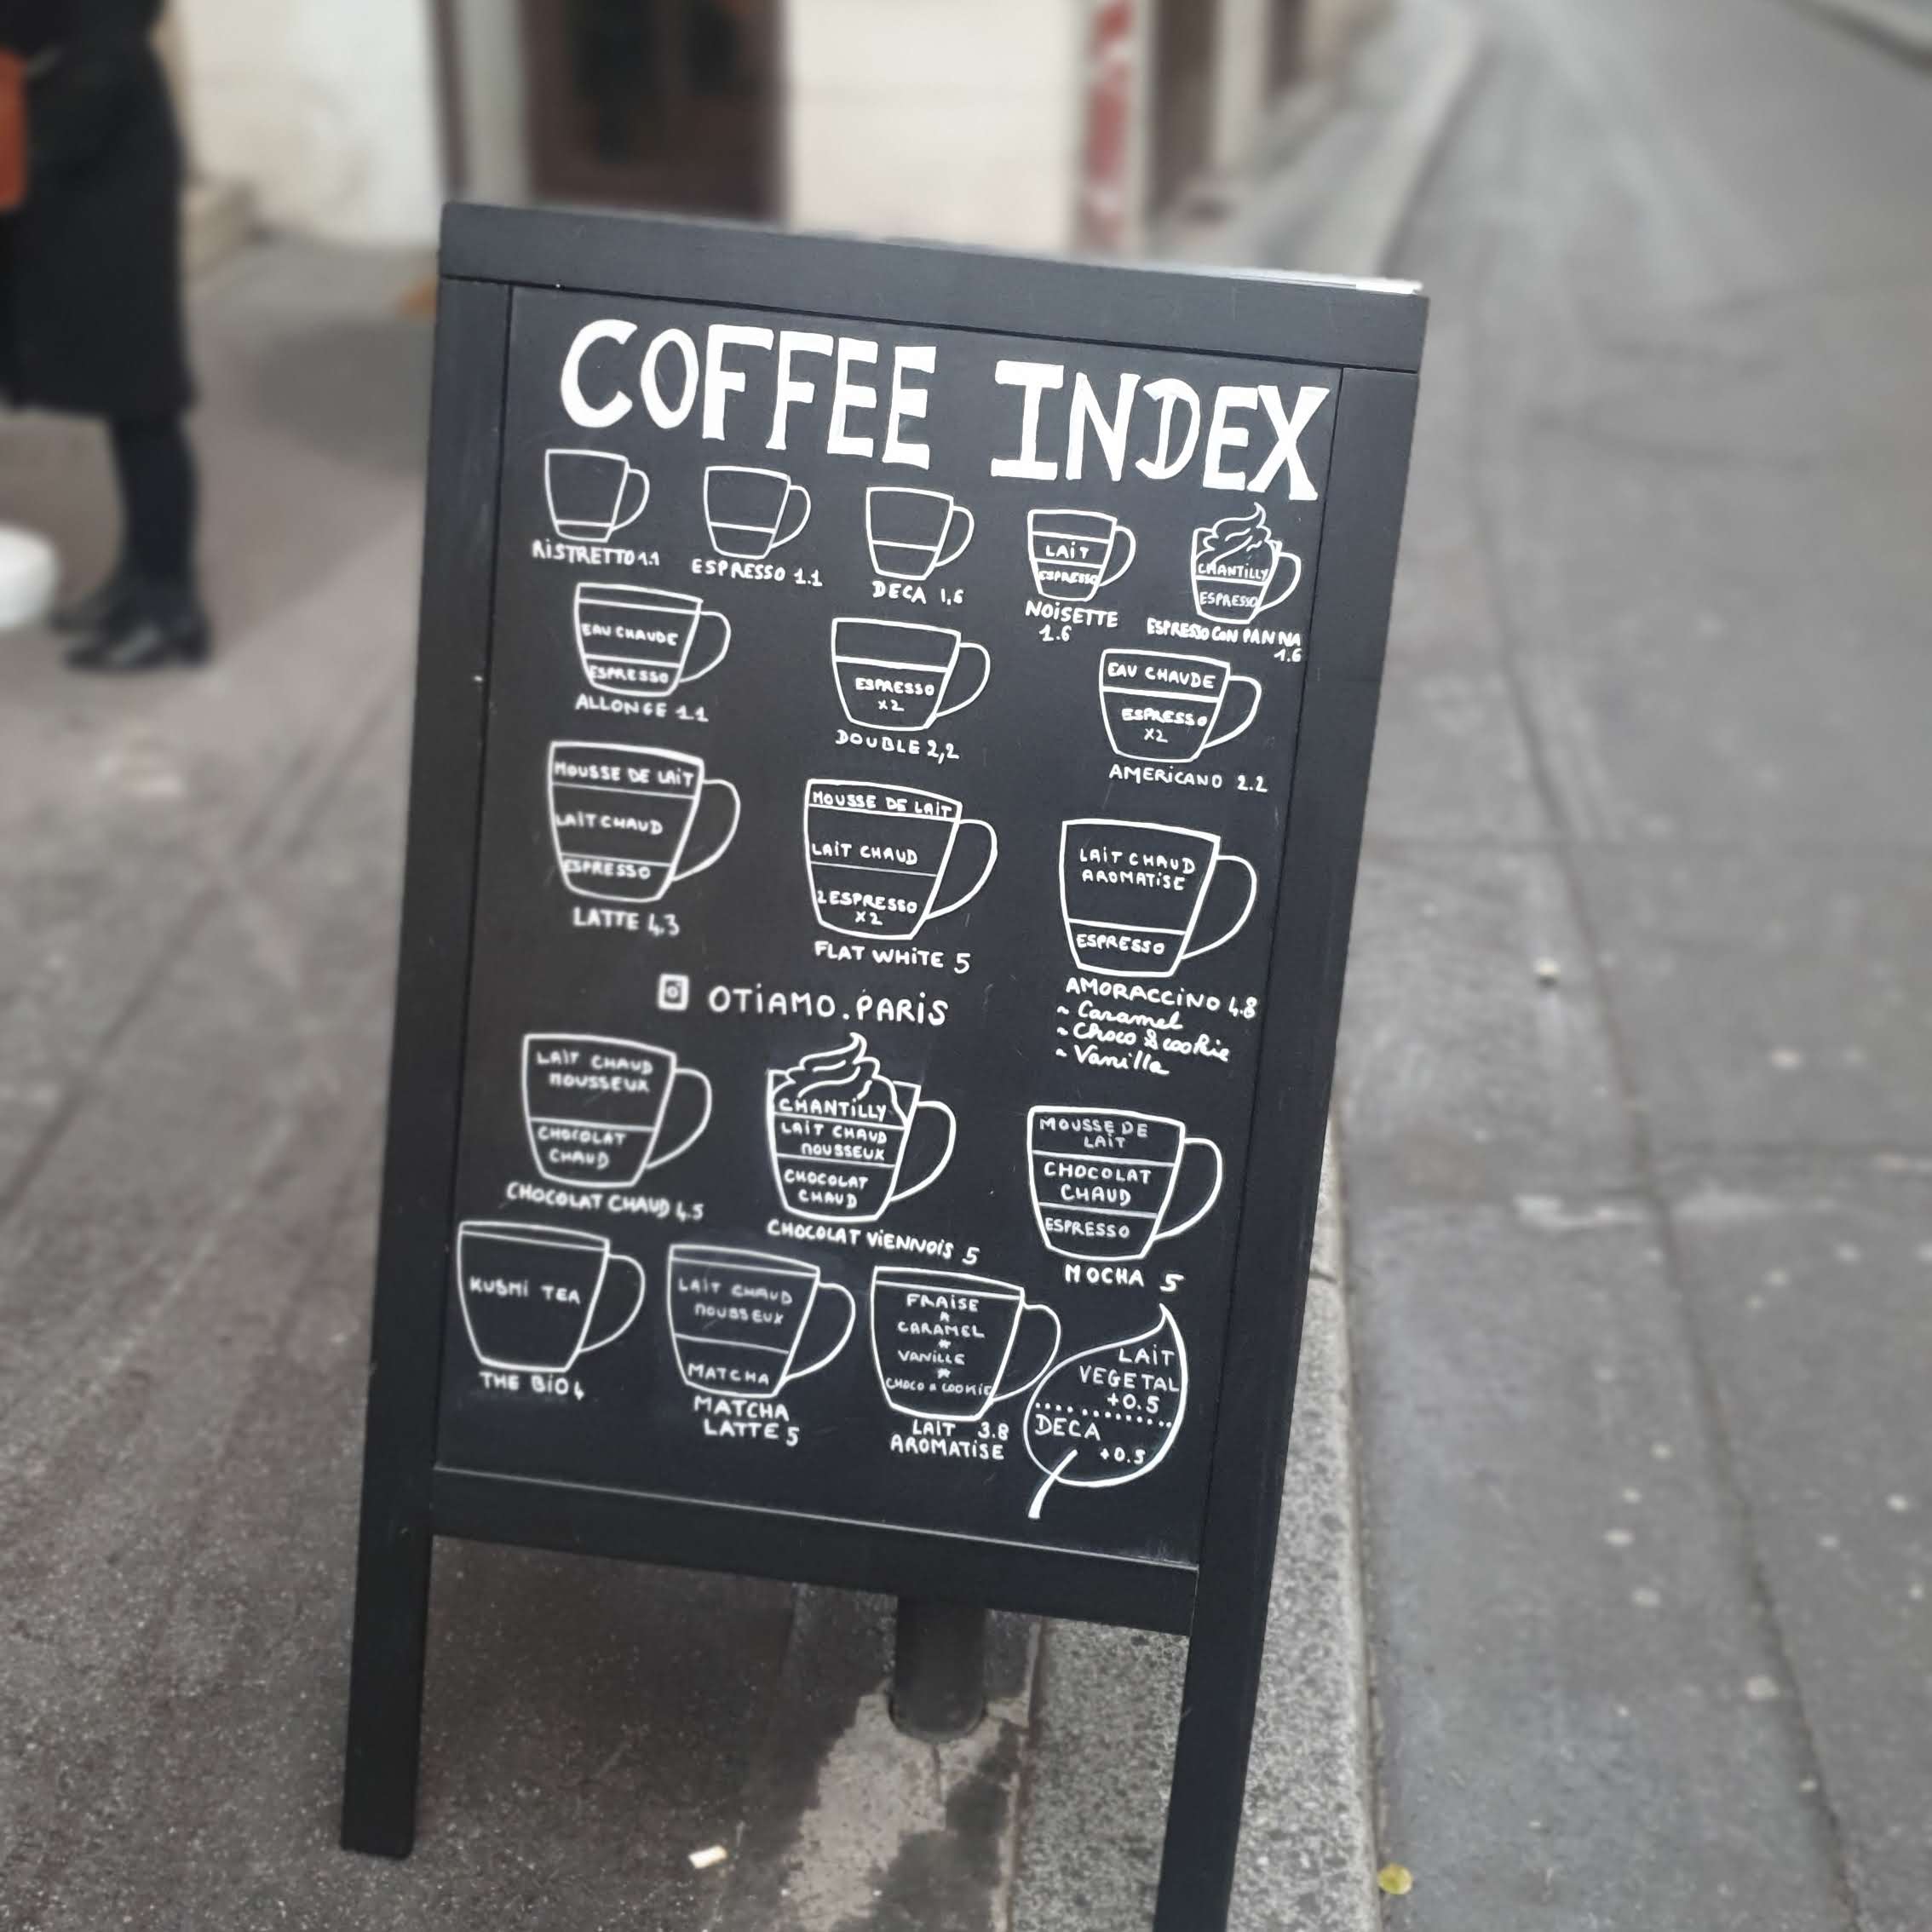 COFFEE INDEX
RISTRETTO 1.1
ESPRESSO 1.1
DECA 1,6
LAIT
ESPRESSO
NOISETTE
1.6
CHANTILLY
ESPRESSO
ESPRESSO CON PANNA
1.6
EAU CHAUDE
ESPRESSO
ALLONGE 1.1
ESPRESSO
X2
DOUBLE 2,2
EAU CHAUDE
ESPRESSO
X2
AMERICANO 2.2
MOUSSE DE LAIT
LAIT CHAUD
ESPRESSO
LATTE 4.3
MOUSSE DE LAIT
LAIT CHAUD
2 ESPRESSO
X2
FLAT WHITE 5
LAIT CHAUD
AROMATISE
ESPRESSO
AMORACCINO 4.8
~ Caramel
~ Choco & cookie
~ Vanilla
OTIAMO.PARIS
LAIT CHAUD
MOUSSEUX
CHOCOLAT
CHAUD
CHOCOLAT CHAUD 4.5
CHANTILLY
LAIT CHAUD
MOUSSEUX
CHOCOLAT
CHAUD
CHOCOLAT VIENNOIS 5
MOUSSE DE
LAIT
CHOCOLAT
CHAUD
ESPRESSO
MOCHA 5
KUSMI TEA
THE BIO 4
LAIT CHAUD
MOUSSEUX
MATCHA
MATCHA
LATTE 5
FRAISE
*
CARAMEL
*
VANILLE
*
CHOCO & COOKIE
LAIT 3.8
AROMATISE
LAIT
VEGETAL
+0.5
DECA
+0.5